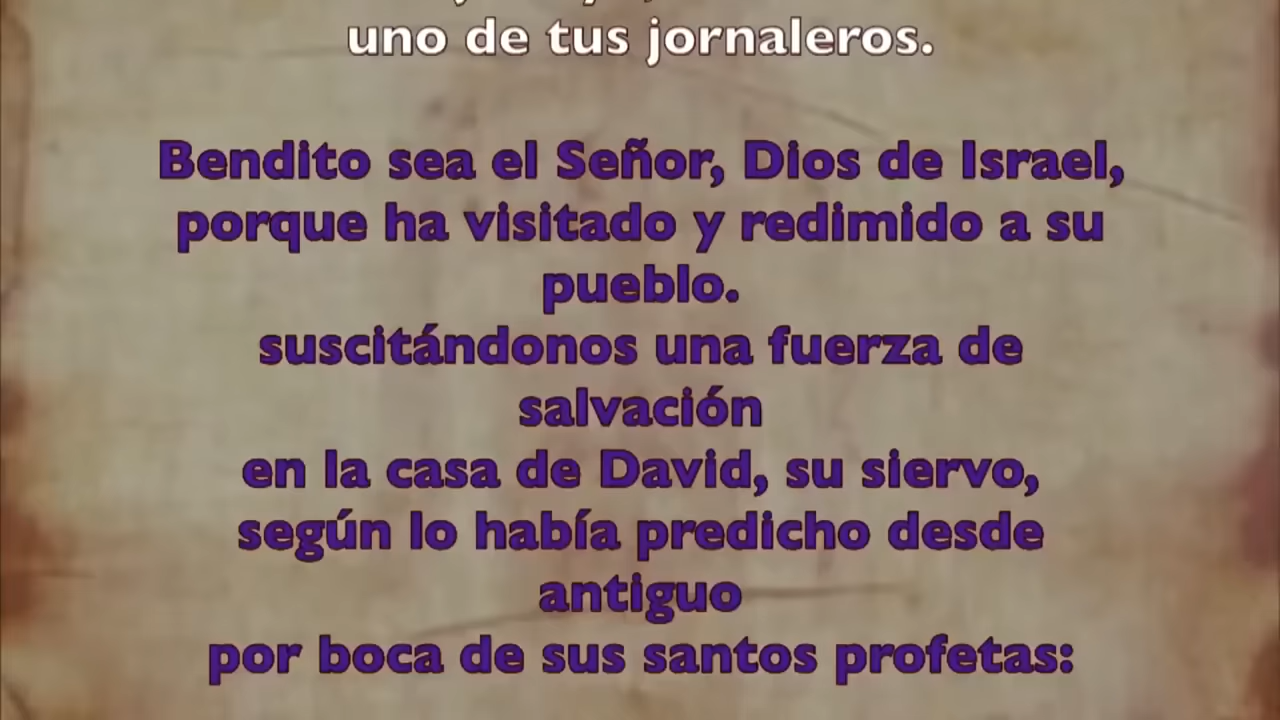 uno de tus jornaleros.
Bendito sea el Señor, Dios de Israel,
porque ha visitado y redimido a su
pueblo.
suscitándonos una fuerza de
salvación
en la casa de David, su siervo,
según lo había predicho desde
antiguo
por boca de sus santos profetas: